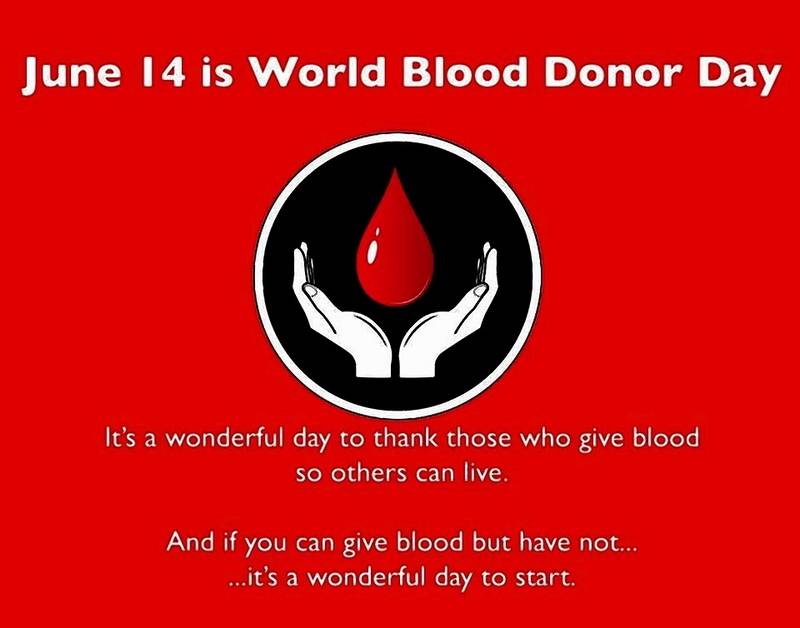 June 14 is World Blood Donor Day
It's a wonderful day to thank those who give blood
so others can live.
And if you can give blood but have not...
...it's a wonderful day to start.